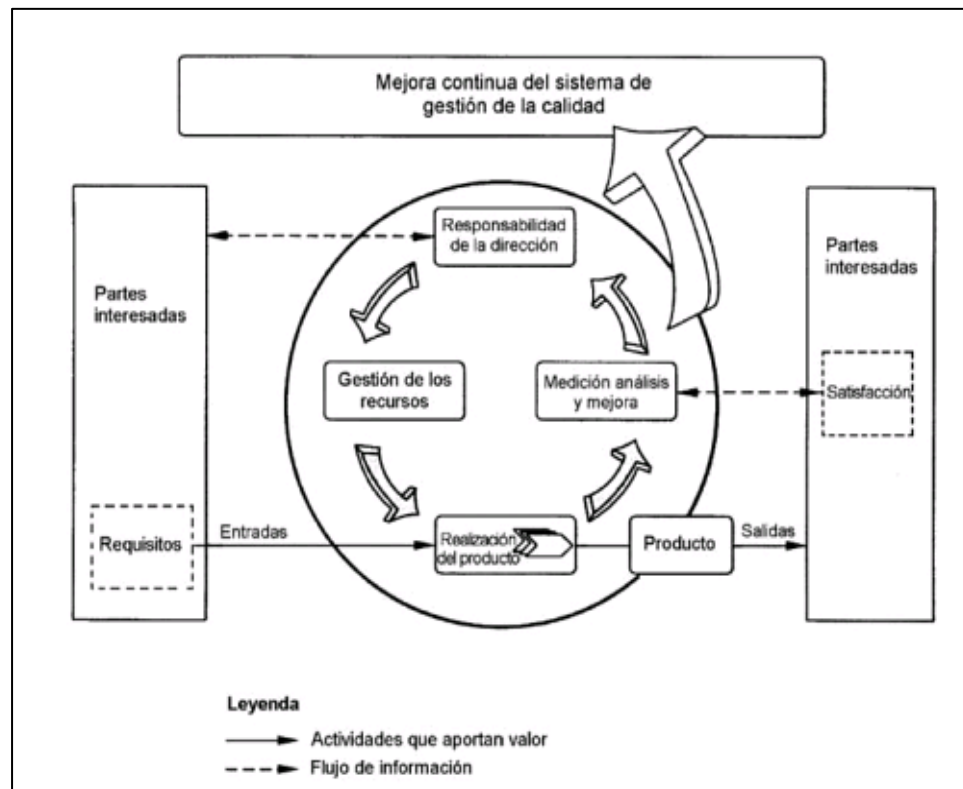 Mejora continua del sistema de
gestión de la calidad
Responsabilidad
de la dirección
Partes
interesadas
Partes
interesadas
Gestión de los
recursos
Medición análisis
y mejora
Satisfacción
Requisitos
Entradas
Realización
del producto
Producto
Salidas
Leyenda
Actividades que aportan valor
Flujo de información